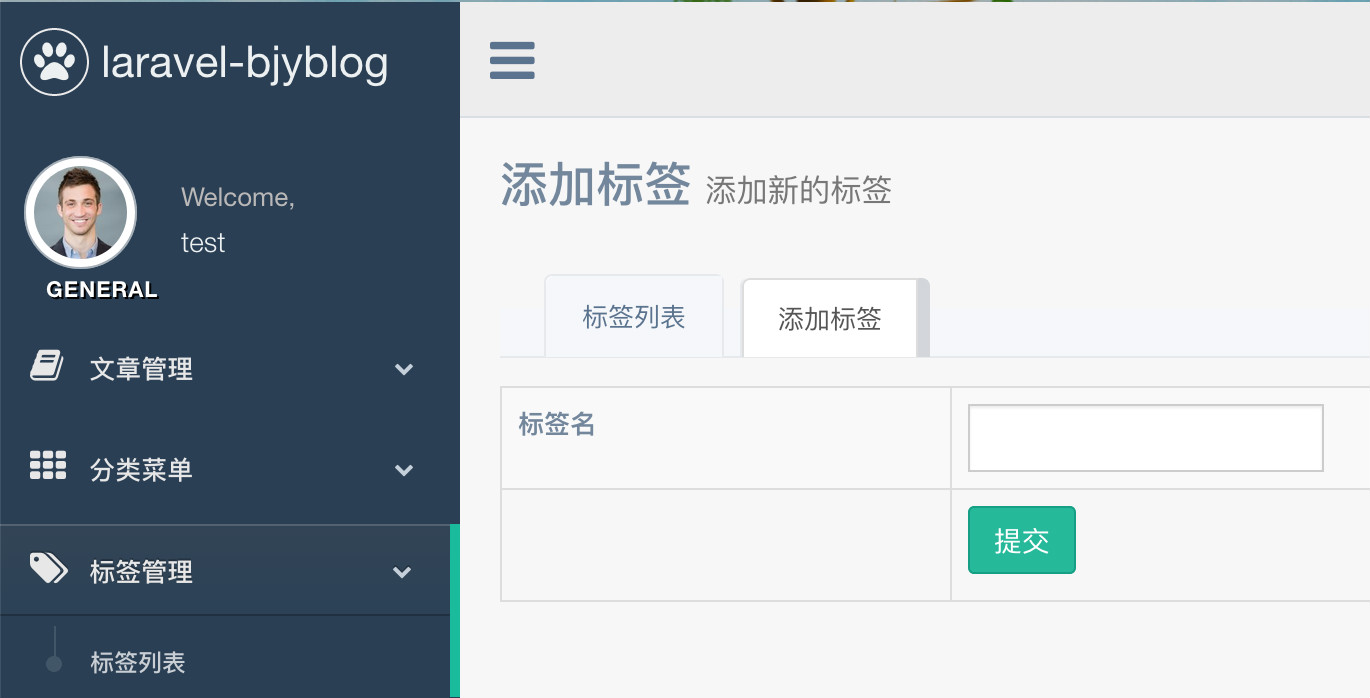 laravel-bjyblog
Welcome,
test
GENERAL
文章管理
分类菜单
标签管理
标签列表
添加标签 添加新的标签
标签列表 添加标签
标签名
提交